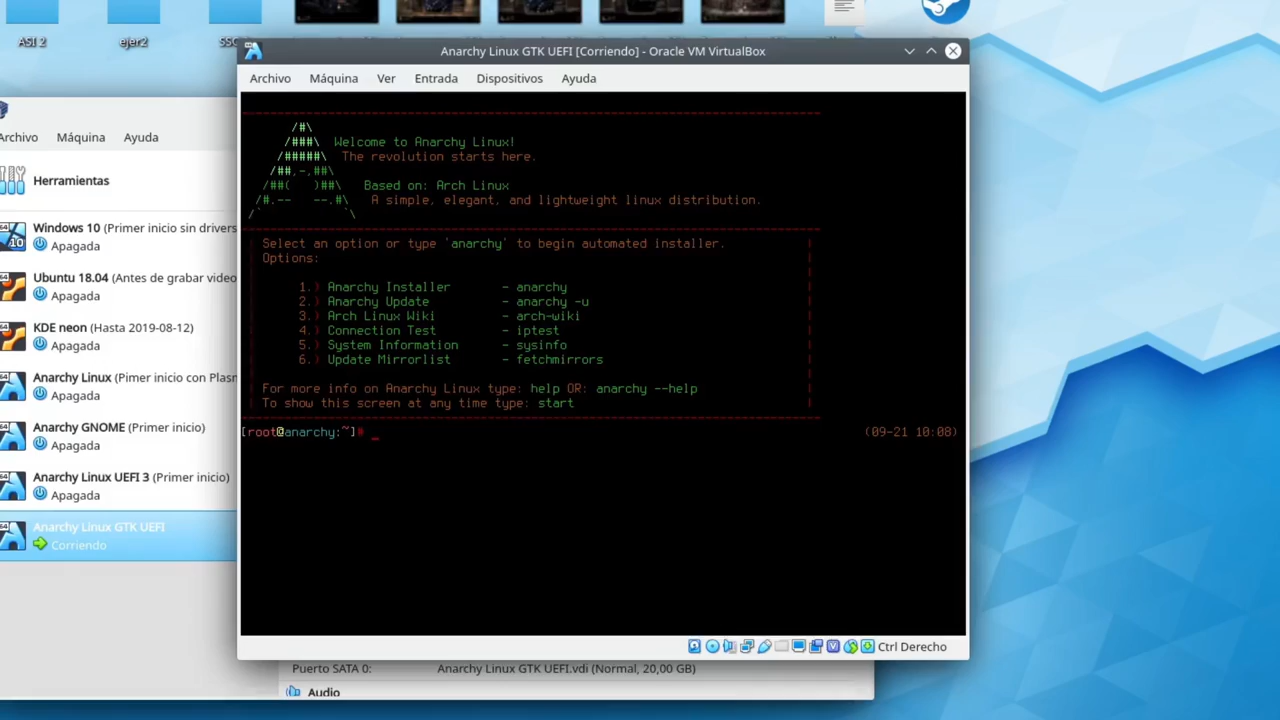 ASI 2
ejer2
Anarchy Linux GTK UEFI [Corriendo] - Oracle VM VirtualBox
Archivo Máquina Ver Entrada Dispositivos Ayuda
Máquina Ayuda
Herramientas
Windows 10 (Primer inicio sin drivers
Apagada
Ubuntu 18.04 (Antes de grabar video
Apagada
KDE neon (Hasta 2019-08-12)
Apagada
Anarchy Linux (Pimer inicio con Plasm
Apagada
Anarchy GNOME (Primer inicio)
Apagada
Anarchy Linux UEFI 3 (Primer inicio)
Apagada
Anarchy Linux GTK UEFI
Corriendo
Welcome to Anarchy Linux!
The revolution starts here.
Based on: Arch Linux
A simple, elegant, and lightweight linux distribution.
Select an option or type 'anarchy' to begin automated installer.
Options:
1.) Anarchy Installer - anarchy
2.) Anarchy Update - anarchy -u
3.) Arch Linux Wiki - arch-wiki
4.) Connection Test - iptest
5.) System Information - sysinfo
6.) Update Mirrorlist - fetchmirrors
For more info on Anarchy Linux type: help OR: anarchy --help
To show this screen at any time type: start
[root@anarchy:~]# _ (09-21 10:08)
Ctrl Derecho
Puerto SATA 0: Anarchy Linux GTK UEFI.vdi (Normal, 20,00 GB)
Audio